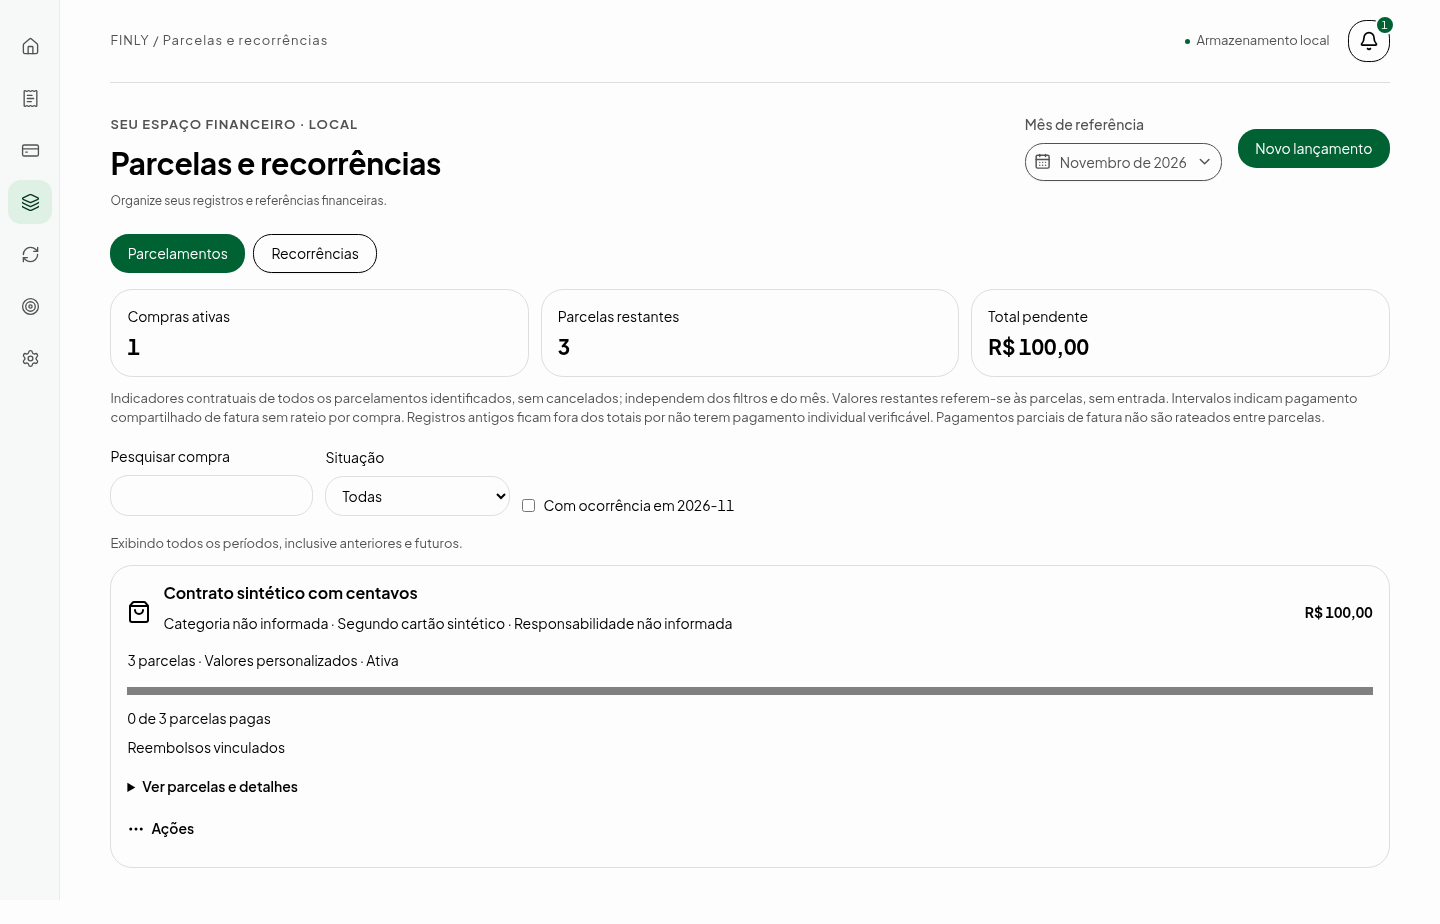 FINLY / Parcelas e recorrências
Armazenamento local
1
SEU ESPAÇO FINANCEIRO · LOCAL
Parcelas e recorrências
Organize seus registros e referências financeiras.
Mês de referência
Novembro de 2026
Novo lançamento
Parcelamentos
Recorrências
Compras ativas
1
Parcelas restantes
3
Total pendente
R$ 100,00
Indicadores contratuais de todos os parcelamentos identificados, sem cancelados; independem dos filtros e do mês. Valores restantes referem-se às parcelas, sem entrada. Intervalos indicam pagamento
compartilhado de fatura sem rateio por compra. Registros antigos ficam fora dos totais por não terem pagamento individual verificável. Pagamentos parciais de fatura não são rateados entre parcelas.
Pesquisar compra
Situação
Todas
Com ocorrência em 2026-11
Exibindo todos os períodos, inclusive anteriores e futuros.
Contrato sintético com centavos
Categoria não informada · Segundo cartão sintético · Responsabilidade não informada
R$ 100,00
3 parcelas · Valores personalizados · Ativa
0 de 3 parcelas pagas
Reembolsos vinculados
Ver parcelas e detalhes
Ações